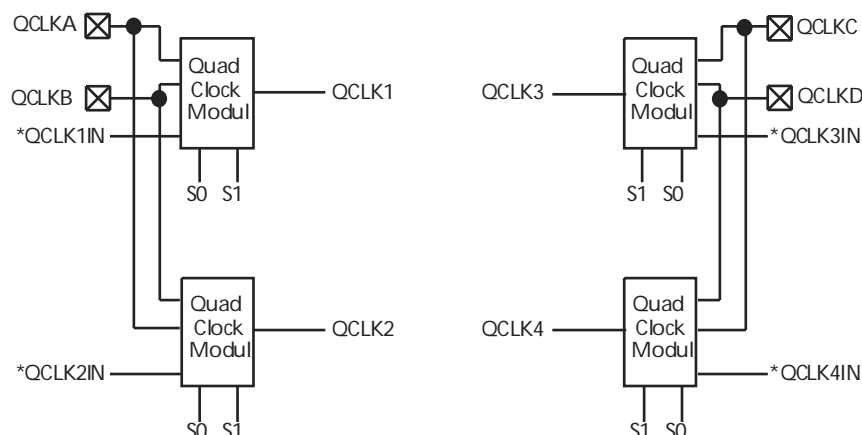 QCLKA
QCLKC
Quad
Clock
Modul
Quad
Clock
Modul
QCLKB
QCLK1
QCLK3
QCLKD
*QCLK1IN
*QCLK3IN
S0 S1
S1 S0
Quad
Clock
Modul
Quad
Clock
Modul
QCLK2
QCLK4
*QCLK2IN
*QCLK4IN
S0 S1
S1 S0